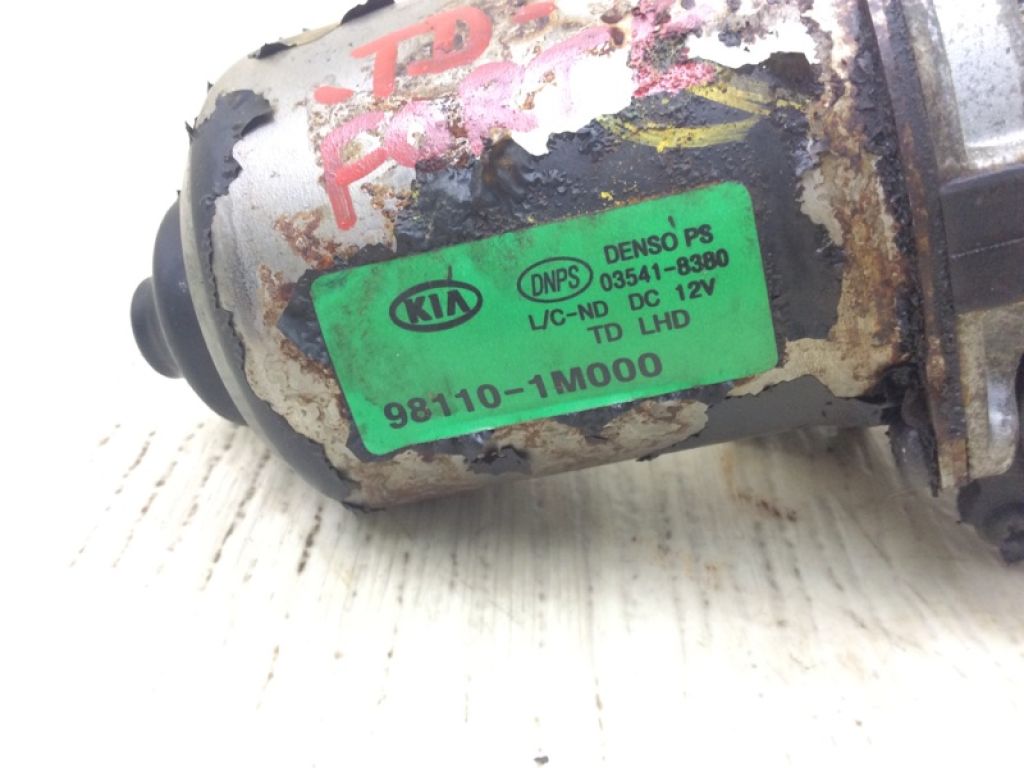 TD
FORTE
KIA
DNPS
DENSO PS
03541-8380
L/C-ND DC 12V
TD LHD
98110-1M000